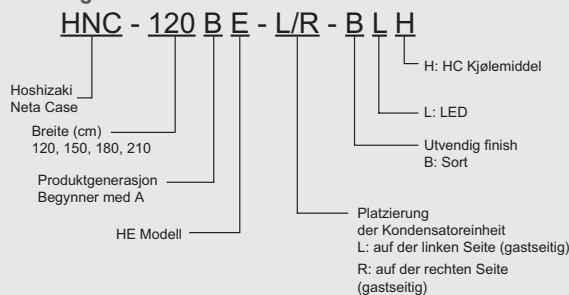 HNC - 120 B E - L/R - B L H
H: HC Kjølemiddel
Hoshizaki
Neta Case
L: LED
Breite (cm)
120, 150, 180, 210
Utvendig finish
B: Sort
Produktgenerasjon
Begynner med A
HE Modell
Platzierung
der Kondensatoreinheit
L: auf der linken Seite (gastseitig)
R: auf der rechten Seite
(gastseitig)